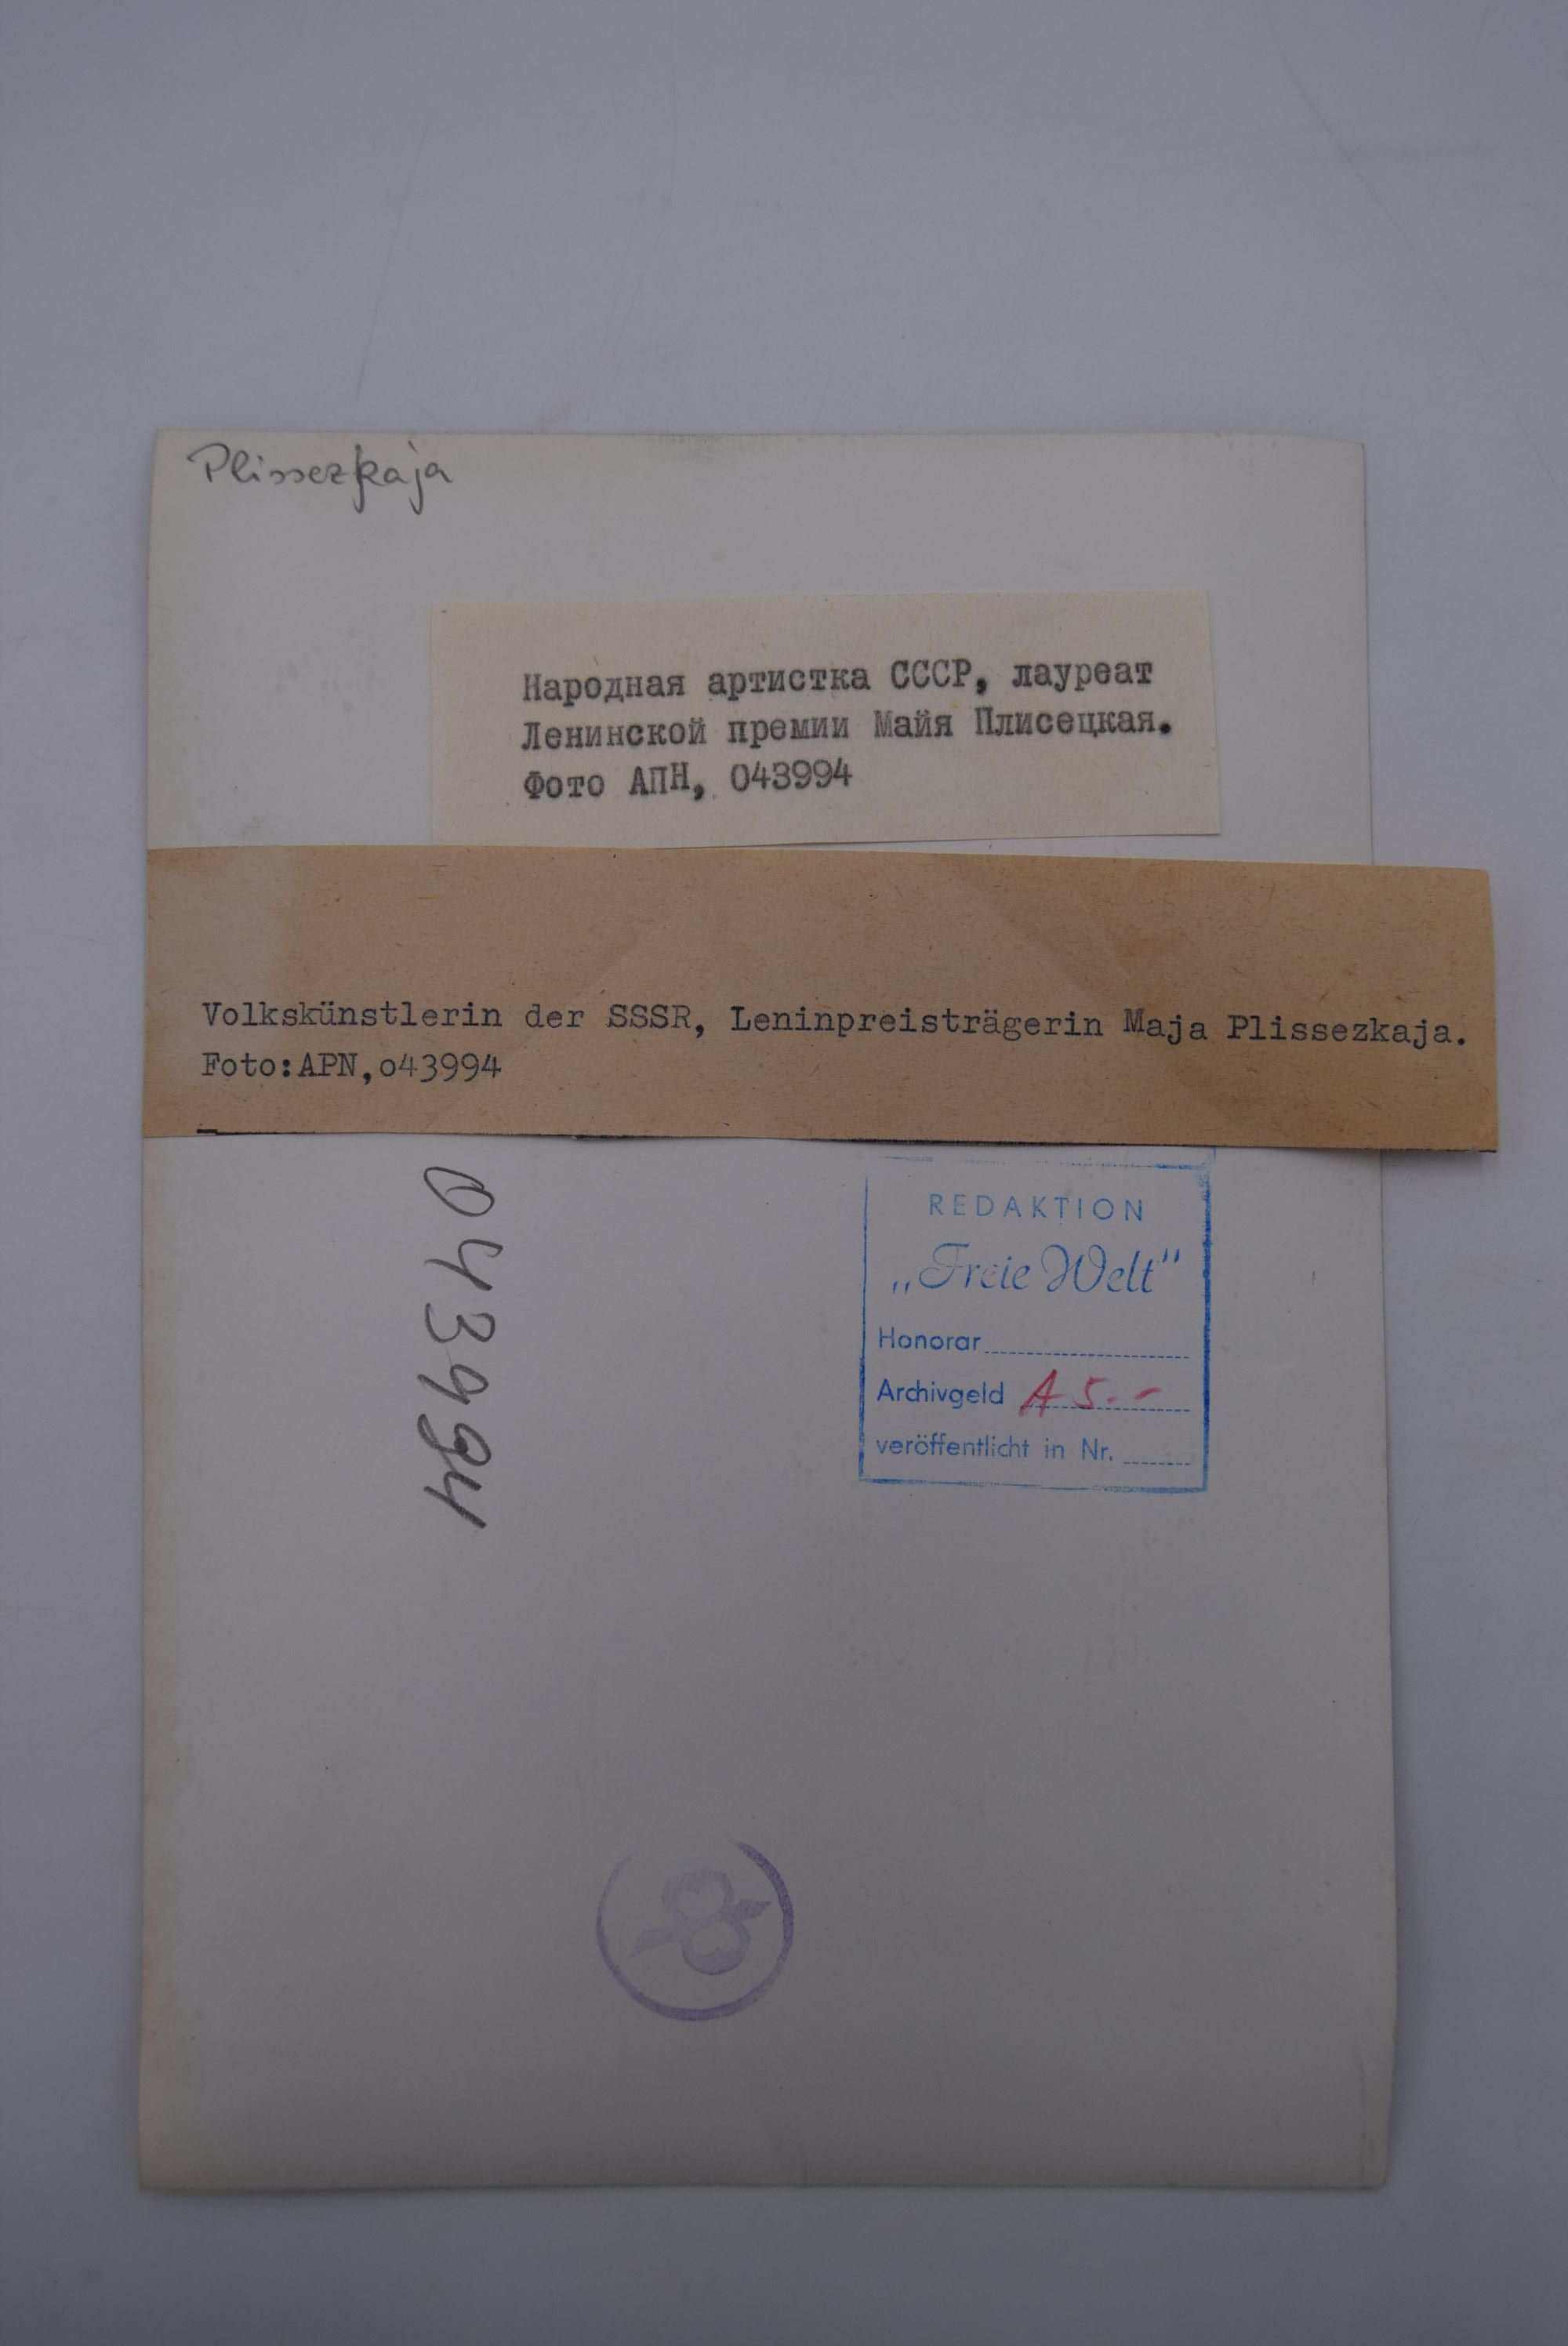 Plissezkaja
Народная артистка СССР, лауреат
Ленинской премии Майя Плисецкая.
Фото АПН, 043994
Volkskünstlerin der SSSR, Leninpreisträgerin Maja Plissezkaja.
Foto:APN,o43994
043994
REDAKTION
„Freie Welt"
Honorar
Archivgeld A 5.-
veröffentlicht in Nr.